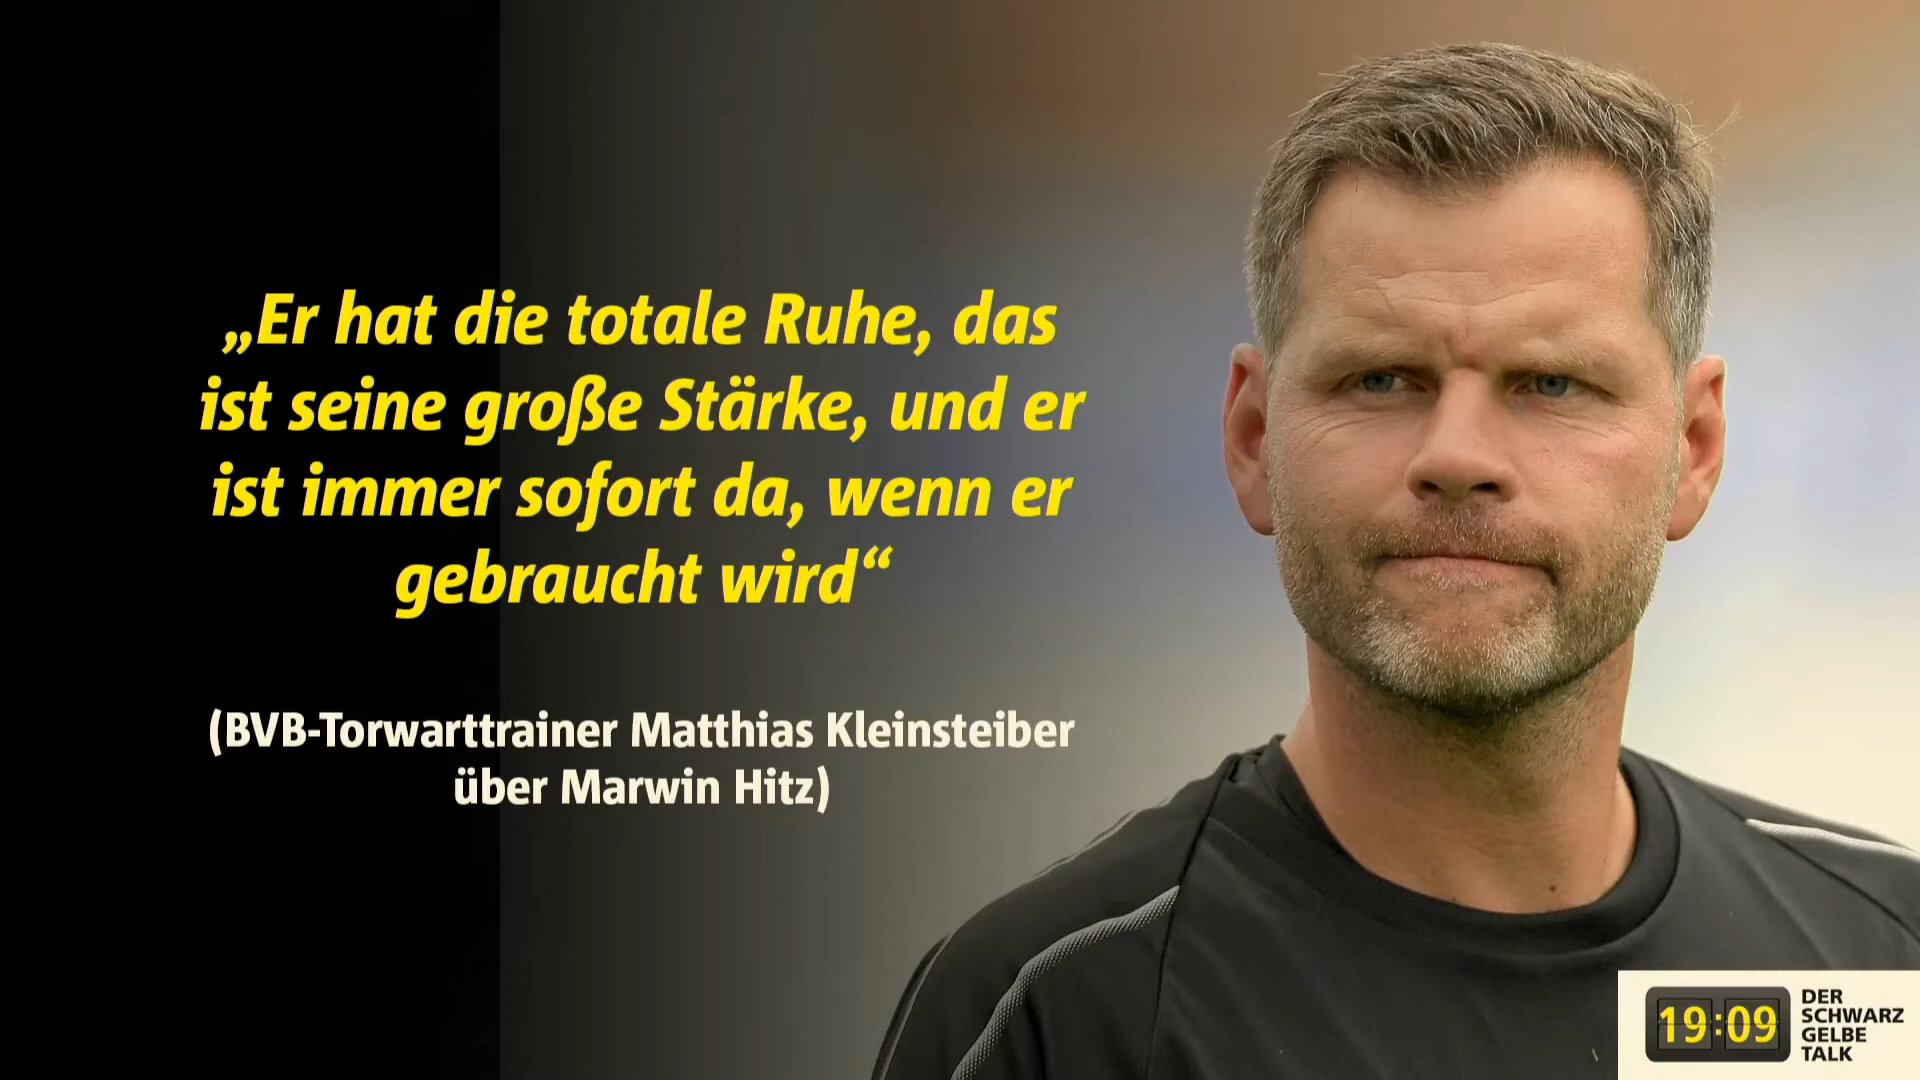 „Er hat die totale Ruhe, das
ist seine große Stärke, und er
ist immer sofort da, wenn er
gebraucht wird“
(BVB-Torwarttrainer Matthias Kleinsteiber
über Marwin Hitz)
19:09
DER
SCHWARZ
GELBE
TALK